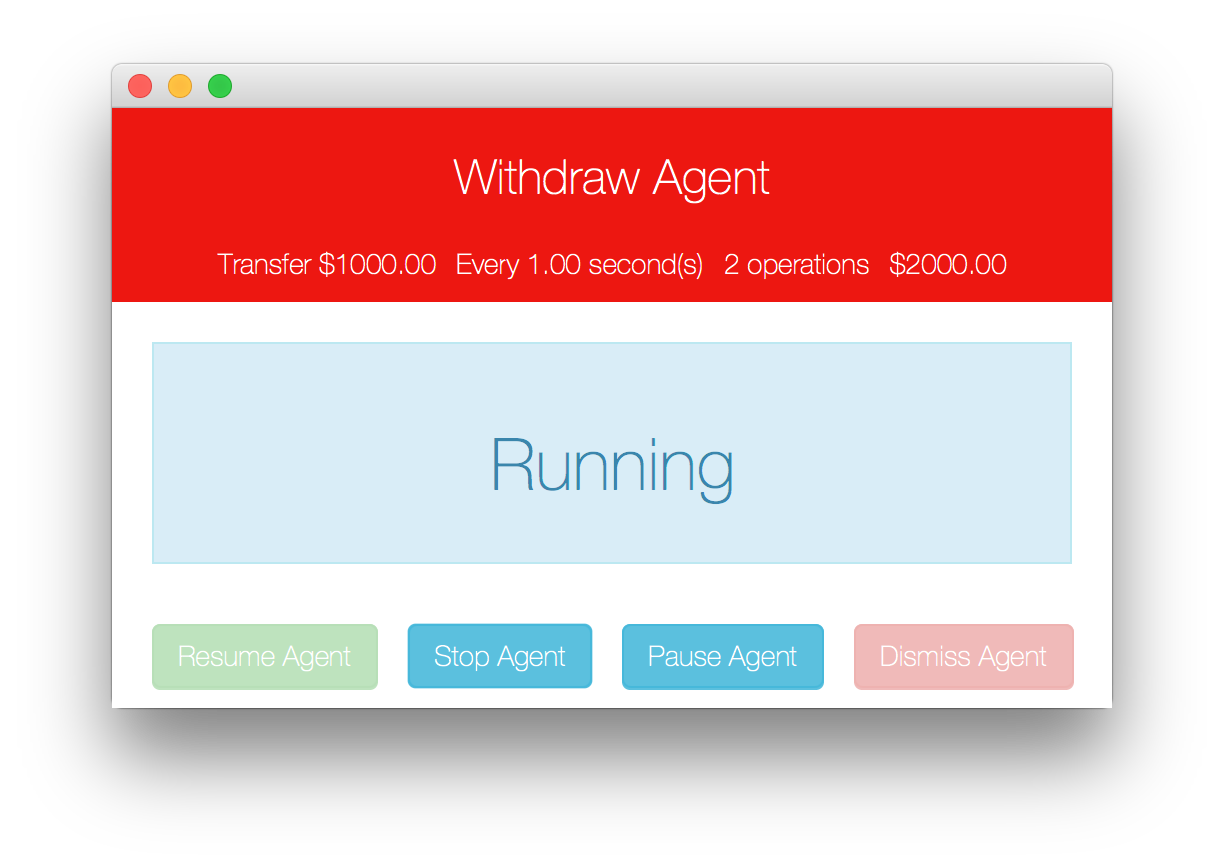 Withdraw Agent
Transfer $1000.00 Every 1.00 second(s) 2 operations $2000.00
Running
Resume Agent Stop Agent Pause Agent Dismiss Agent